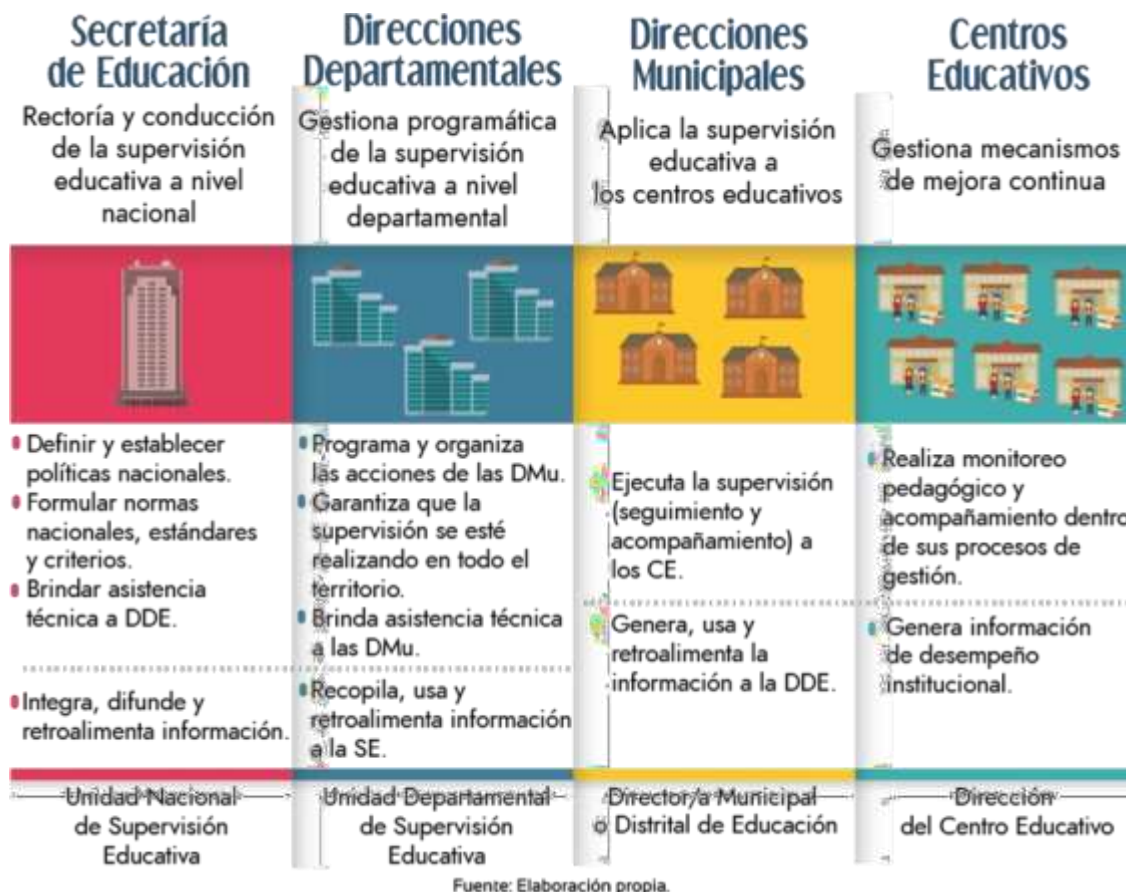 Secretaría
de Educación
Rectoría y conducción
de la supervisión
educativa a nivel
nacional
Definir y establecer
políticas nacionales.
Formular normas
nacionales, estándares
y criterios.
Brindar asistencia
técnica a DDE.
Integra, difunde y
retroalimenta información.
Unidad Nacional
de Supervisión
Educativa
Direcciones
Departamentales
Gestiona programática
de la supervisión
educativa a nivel
departamental
Programa y organiza
las acciones de las DMu.
Garantiza que la
supervisión se esté
realizando en todo el
territorio.
Brinda asistencia técnica
a las DMu.
Recopila, usa y
retroalimenta información
a la SE.
Unidad Departamental
de Supervisión
Educativa
Direcciones
Municipales
Aplica la supervisión
educativa a
los centros educativos
Ejecuta la supervisión
(seguimiento y
acompañamiento) a
los CE.
Genera, usa y
retroalimenta la
información a la DDE.
Director/a Municipal
o Distrital de Educación
Centros
Educativos
Gestiona mecanismos
de mejora continua
Realiza monitoreo
pedagógico y
acompañamiento dentro
de sus procesos de
gestión.
Genera información
de desempeño
institucional.
Dirección
del Centro Educativo
Fuente: Elaboración propia.